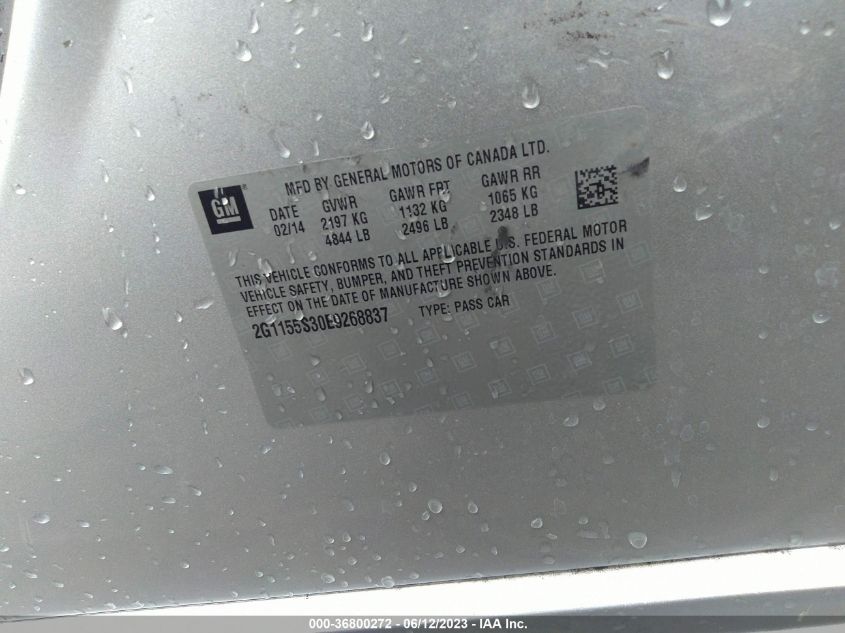 MFD BY GENERAL MOTORS OF CANADA LTD.
GM
DATE GVWR GAWR FRT GAWR RR
02/14 2197 KG 1132 KG 1065 KG
4844 LB 2496 LB 2348 LB
THIS VEHICLE CONFORMS TO ALL APPLICABLE U.S. FEDERAL MOTOR
VEHICLE SAFETY, BUMPER, AND THEFT PREVENTION STANDARDS IN
EFFECT ON THE DATE OF MANUFACTURE SHOWN ABOVE.
2G1155S30E9268837 TYPE: PASS CAR
000-36800272 - 06/12/2023 - IAA Inc.